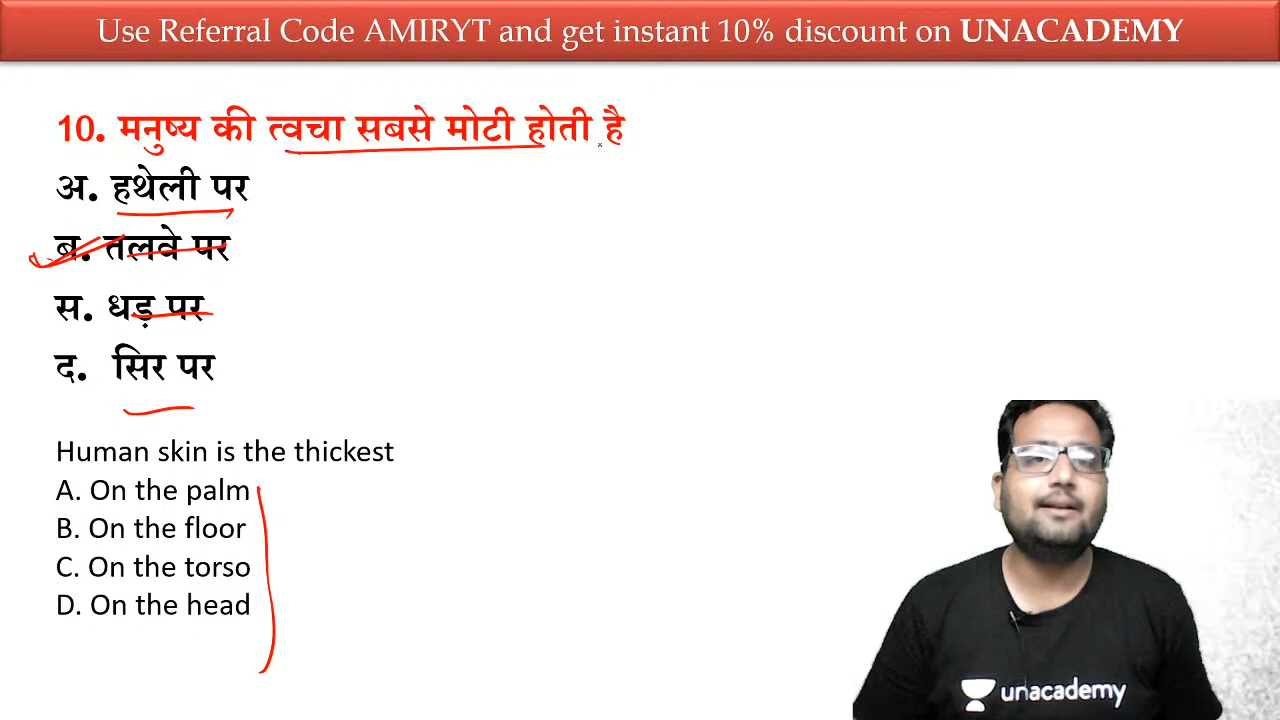 Use Referral Code AMIRYT and get instant 10% discount on UNACADEMY
10. मनुष्य की त्वचा सबसे मोटी होती है
अ. हथेली पर
ब. तलवे पर
स. धड़ पर
द. सिर पर
Human skin is the thickest
A. On the palm
B. On the floor
C. On the torso
D. On the head
unacademy